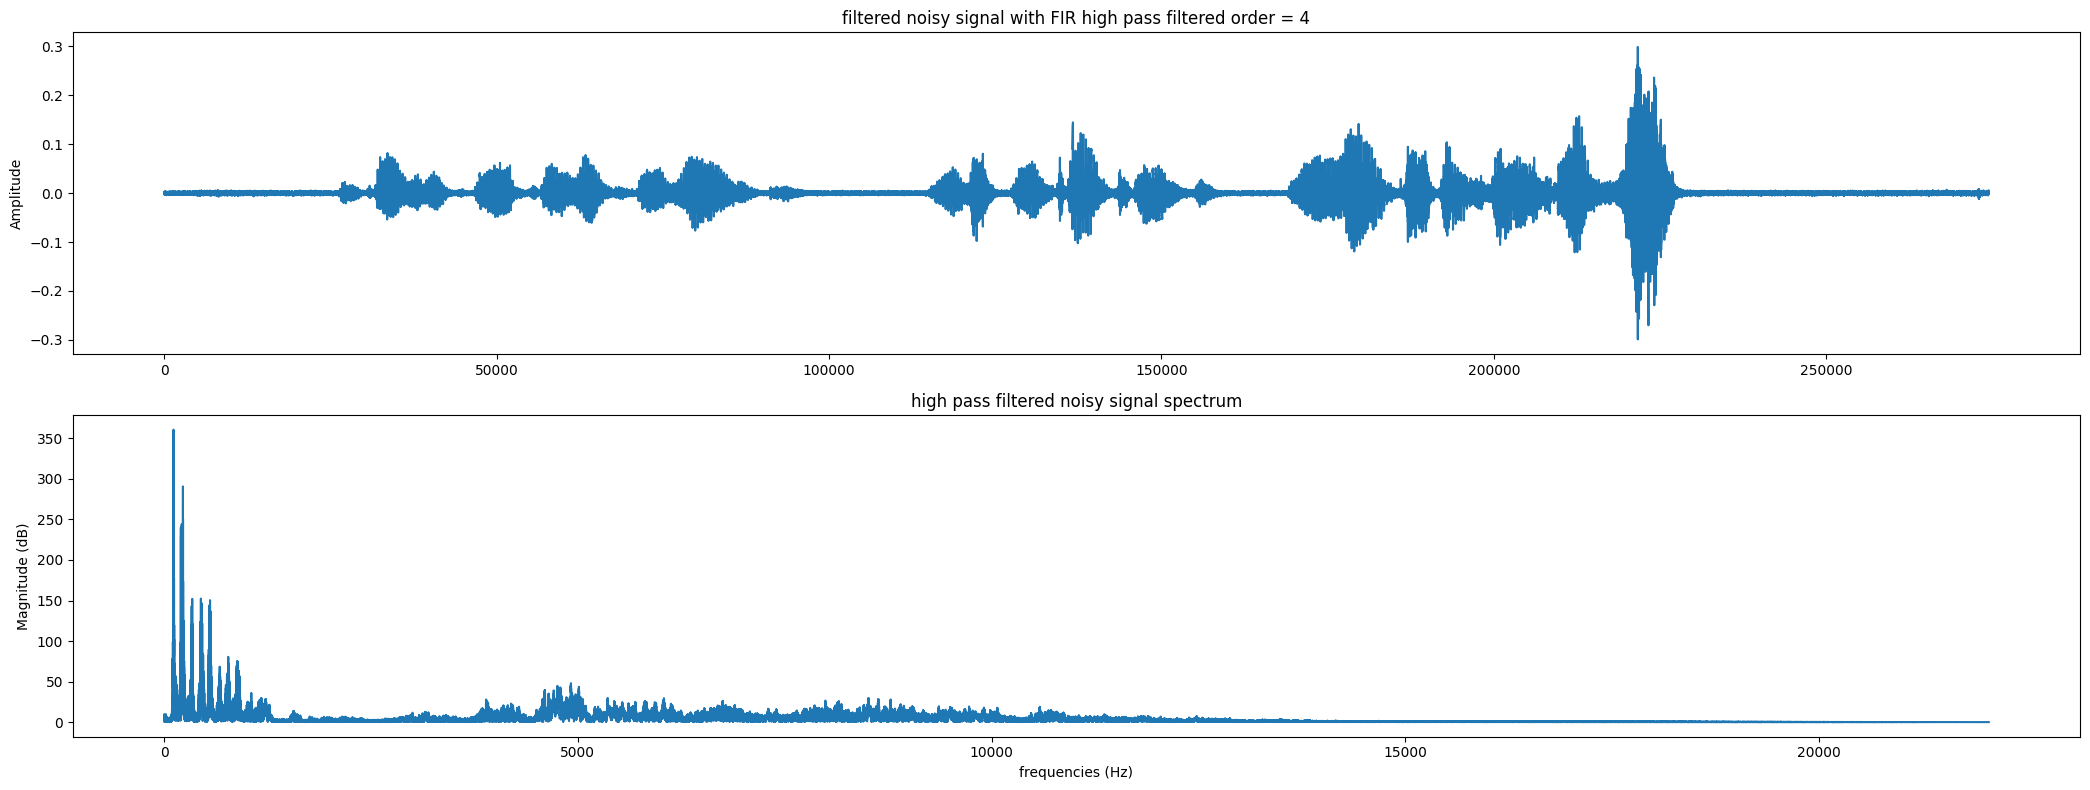 filtered noisy signal with FIR high pass filtered order = 4
Amplitude
0.3
0.2
0.1
0.0
−0.1
−0.2
−0.3
0 50000 100000 150000 200000 250000
high pass filtered noisy signal spectrum
Magnitude (dB)
350
300
250
200
150
100
50
0
0 5000 10000 15000 20000
frequencies (Hz)